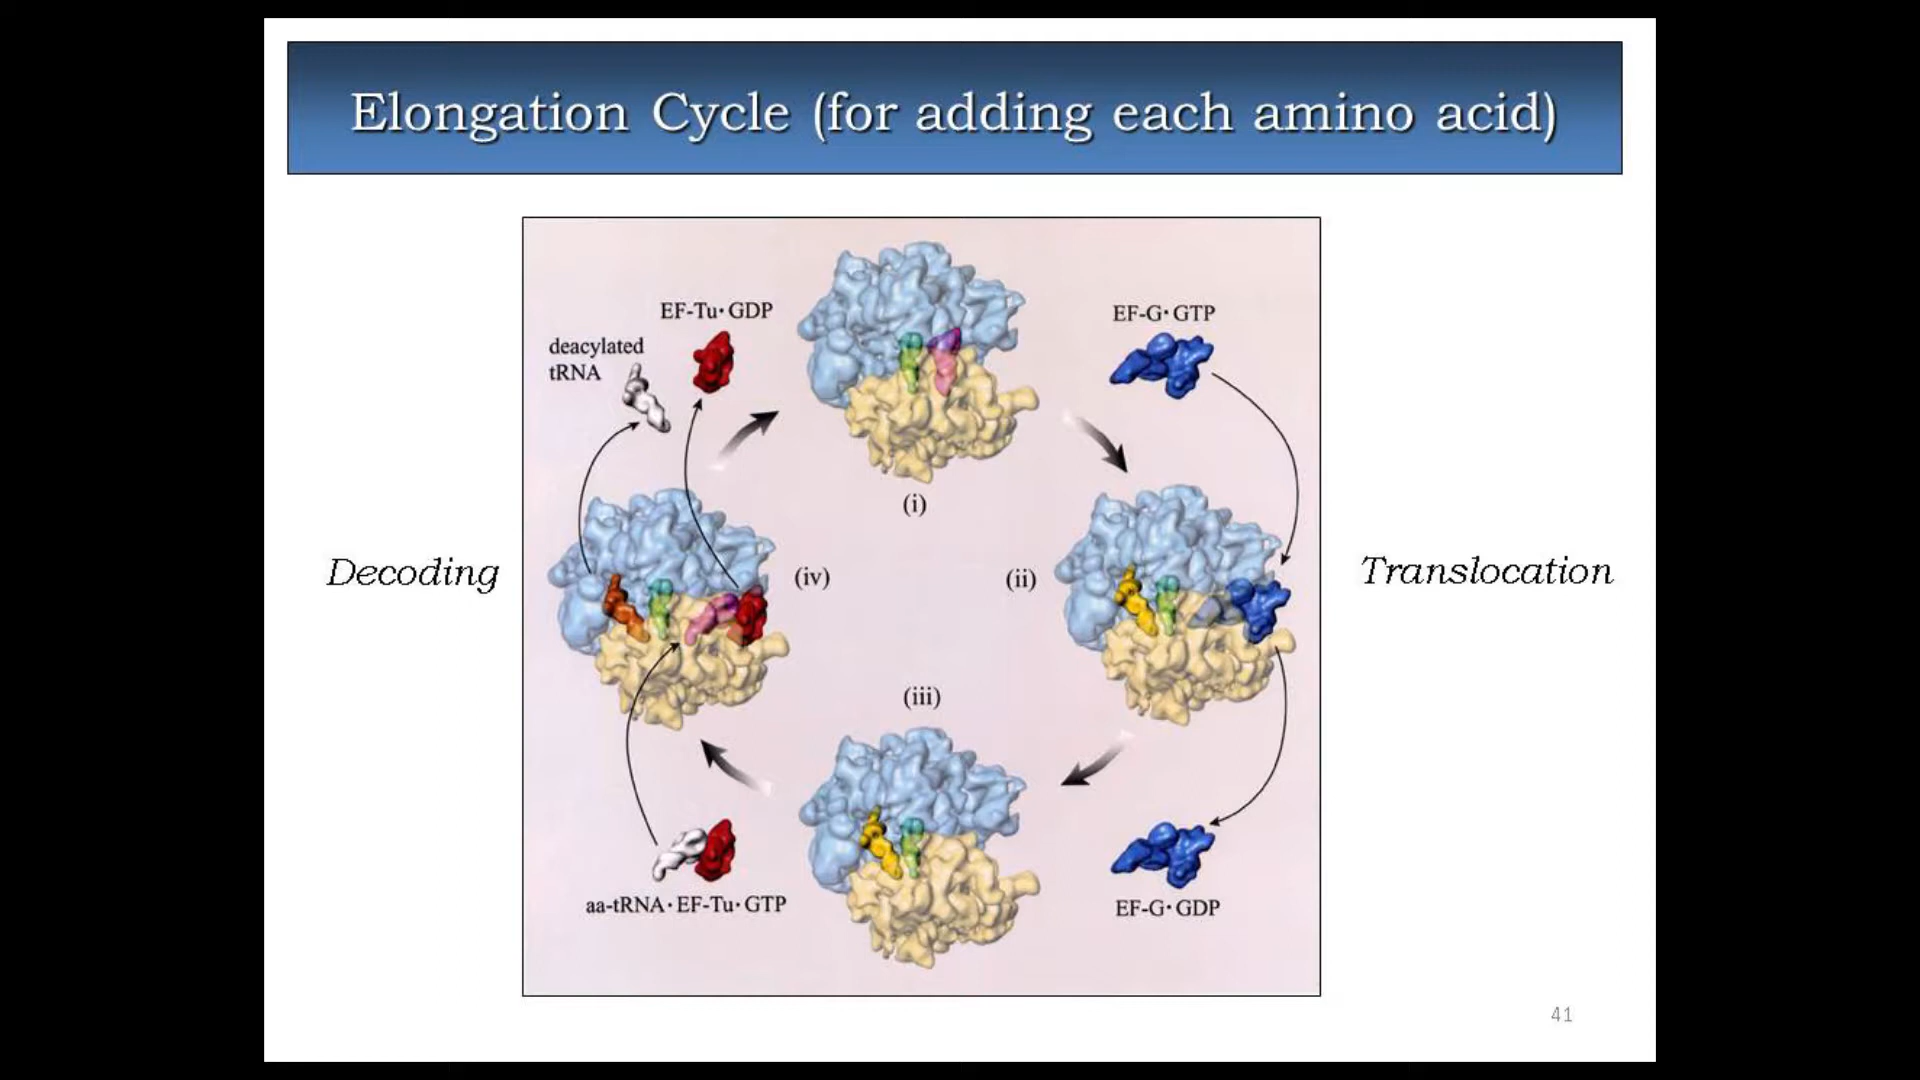 Elongation Cycle (for adding each amino acid)
EF-Tu·GDP
EF-G·GTP
deacylated
tRNA
(i)
Decoding
(iv)
(ii)
Translocation
(iii)
aa-tRNA·EF-Tu·GTP
EF-G·GDP
41